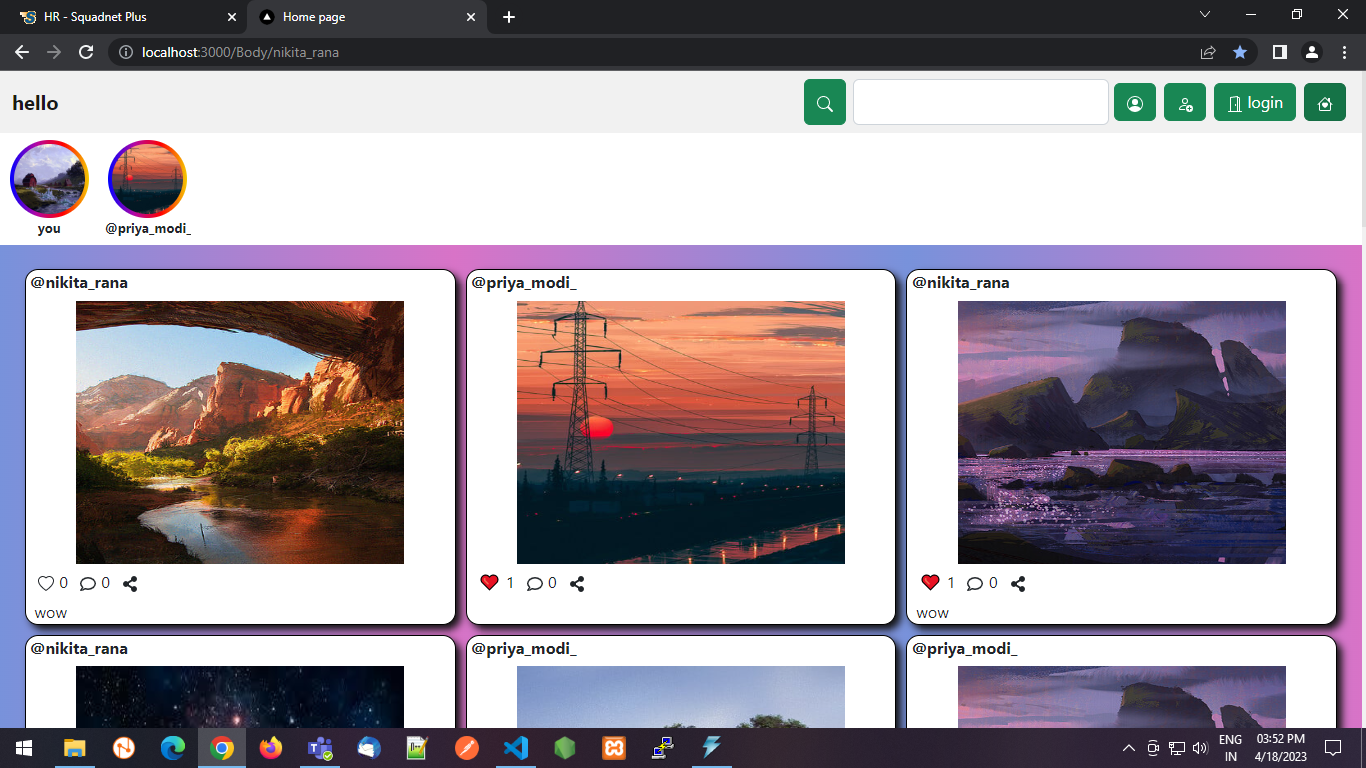 HR - Squadnet Plus
Home page
localhost:3000/Body/nikita_rana
hello
login
you
@priya_modi_
@nikita_rana
@priya_modi_
@nikita_rana
0 0
1 0
1 0
wow
wow
@nikita_rana
@priya_modi_
@priya_modi_
ENG
IN
03:52 PM
4/18/2023